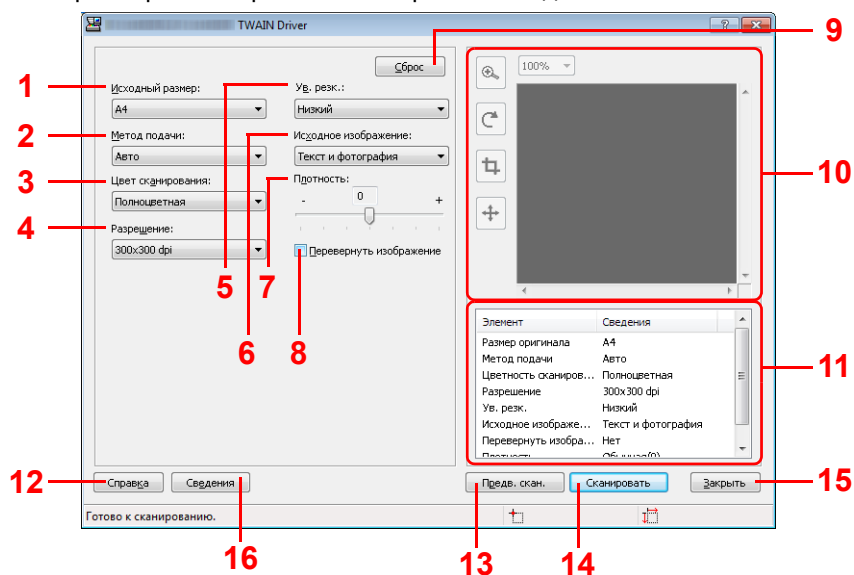 TWAIN Driver
9
Сброс
1
Исходный размер:
A4
Ув. резк.:
Низкий
100%
2
Метод подачи:
Авто
Исходное изображение:
Текст и фотография
3
Цвет сканирования:
Полноцветная
Плотность:
- 0 +
4
Разрешение:
300x300 dpi
Перевернуть изображение
5
7
6
8
10
Элемент Сведения
Размер оригинала A4
Метод подачи Авто
Цветность сканиров... Полноцветная
Разрешение 300x300 dpi
Ув. резк. Низкий
Исходное изображе... Текст и фотография
Перевернуть изобра... Нет
Плотность Обычная(0)
11
12
Справка
Сведения
Предв. скан.
Сканировать
Закрыть
15
Готово к сканированию.
16
13
14